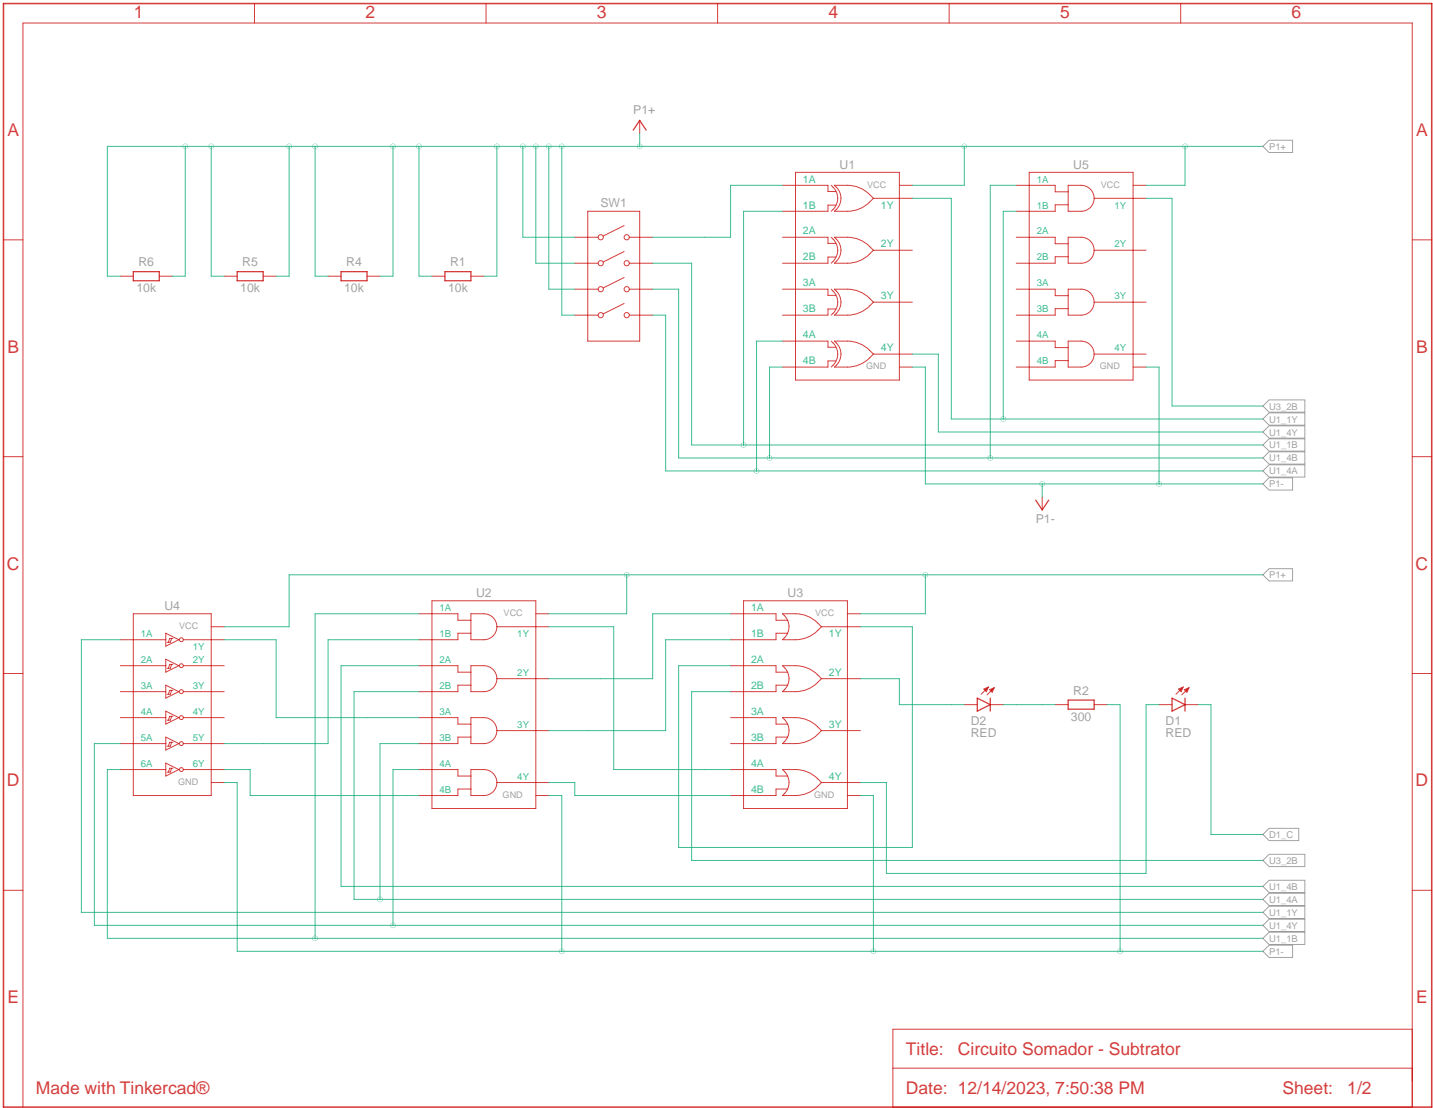 1 2 3 4 5 6
A A
P1+
P1+
U1 U5
1A VCC 1A VCC
1B 1Y 1B 1Y
SW1
2A 2Y 2A 2Y
2B 2B
R6 R5 R4 R1
10k 10k 10k 10k
3A 3Y 3A 3Y
3B 3B
4A 4Y 4A 4Y
B B
4B GND 4B GND
U3_2B
U1_1Y
U1_4Y
U1_1B
U1_4B
U1_4A
P1-
P1-
C C
P1+
U4 U2 U3
VCC 1A VCC 1A VCC
1A 1Y 1B 1Y 1B 1Y
2A 2Y 2A 2Y 2A 2Y
3A 3Y 2B 2B
4A 4Y 3A 3Y 3A 3Y
D2 RED R2 300 D1 RED
5A 5Y 3B 3B
6A 6Y 4A 4Y 4A 4Y
GND 4B GND 4B GND
D D
D1_C
U3_2B
U1_4B
U1_4A
U1_1Y
U1_4Y
U1_1B
P1-
E E
Title: Circuito Somador - Subtrator
Made with Tinkercad®
Date: 12/14/2023, 7:50:38 PM Sheet: 1/2